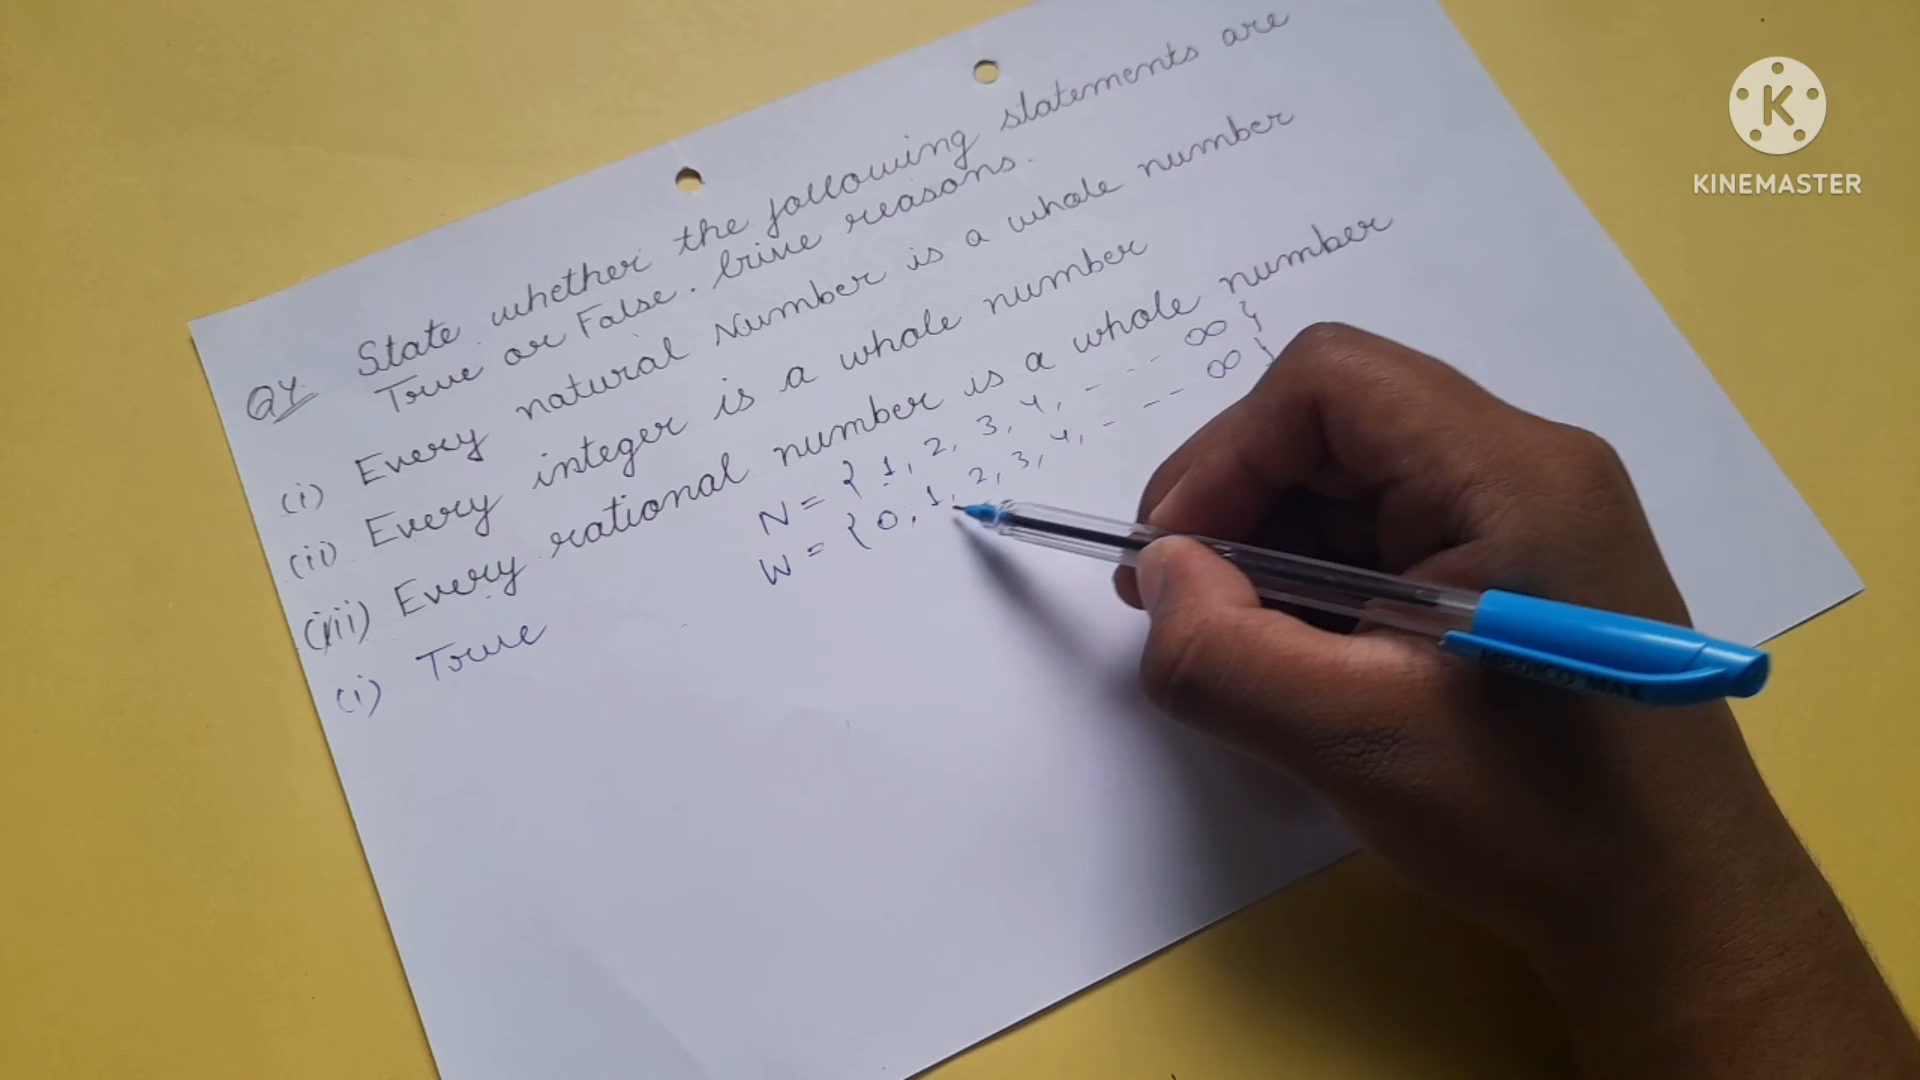 Q4. State whether the following statements are
True or False. Give reasons.
(i) Every natural Number is a whole number
(ii) Every integer is a whole number
(iii) Every rational number is a whole number
N = { 1, 2, 3, 4, - - - ∞ }
W = { 0, 1, 2, 3, 4, - - - ∞ }
(i) True
K
KINEMASTER